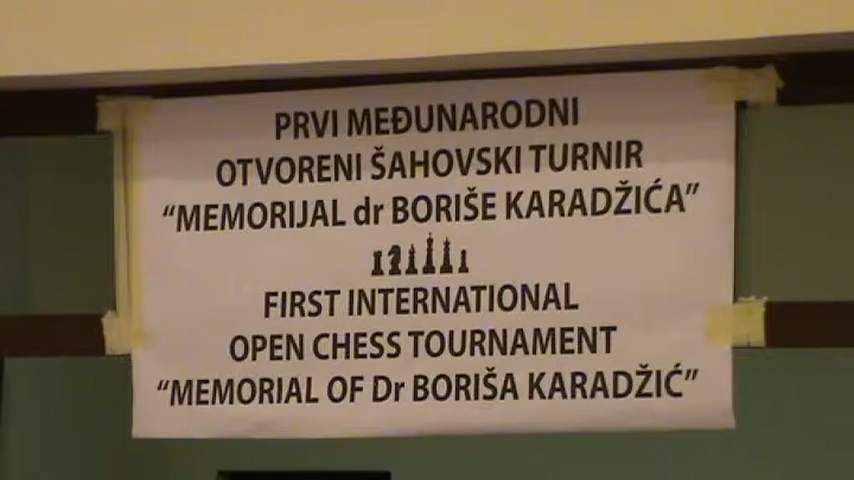 PRVI MEĐUNARODNI
OTVORENI ŠAHOVSKI TURNIR
“MEMORIJAL dr BORIŠE KARADŽIĆA”
FIRST INTERNATIONAL
OPEN CHESS TOURNAMENT
“MEMORIAL OF Dr BORIŠA KARADŽIĆ”